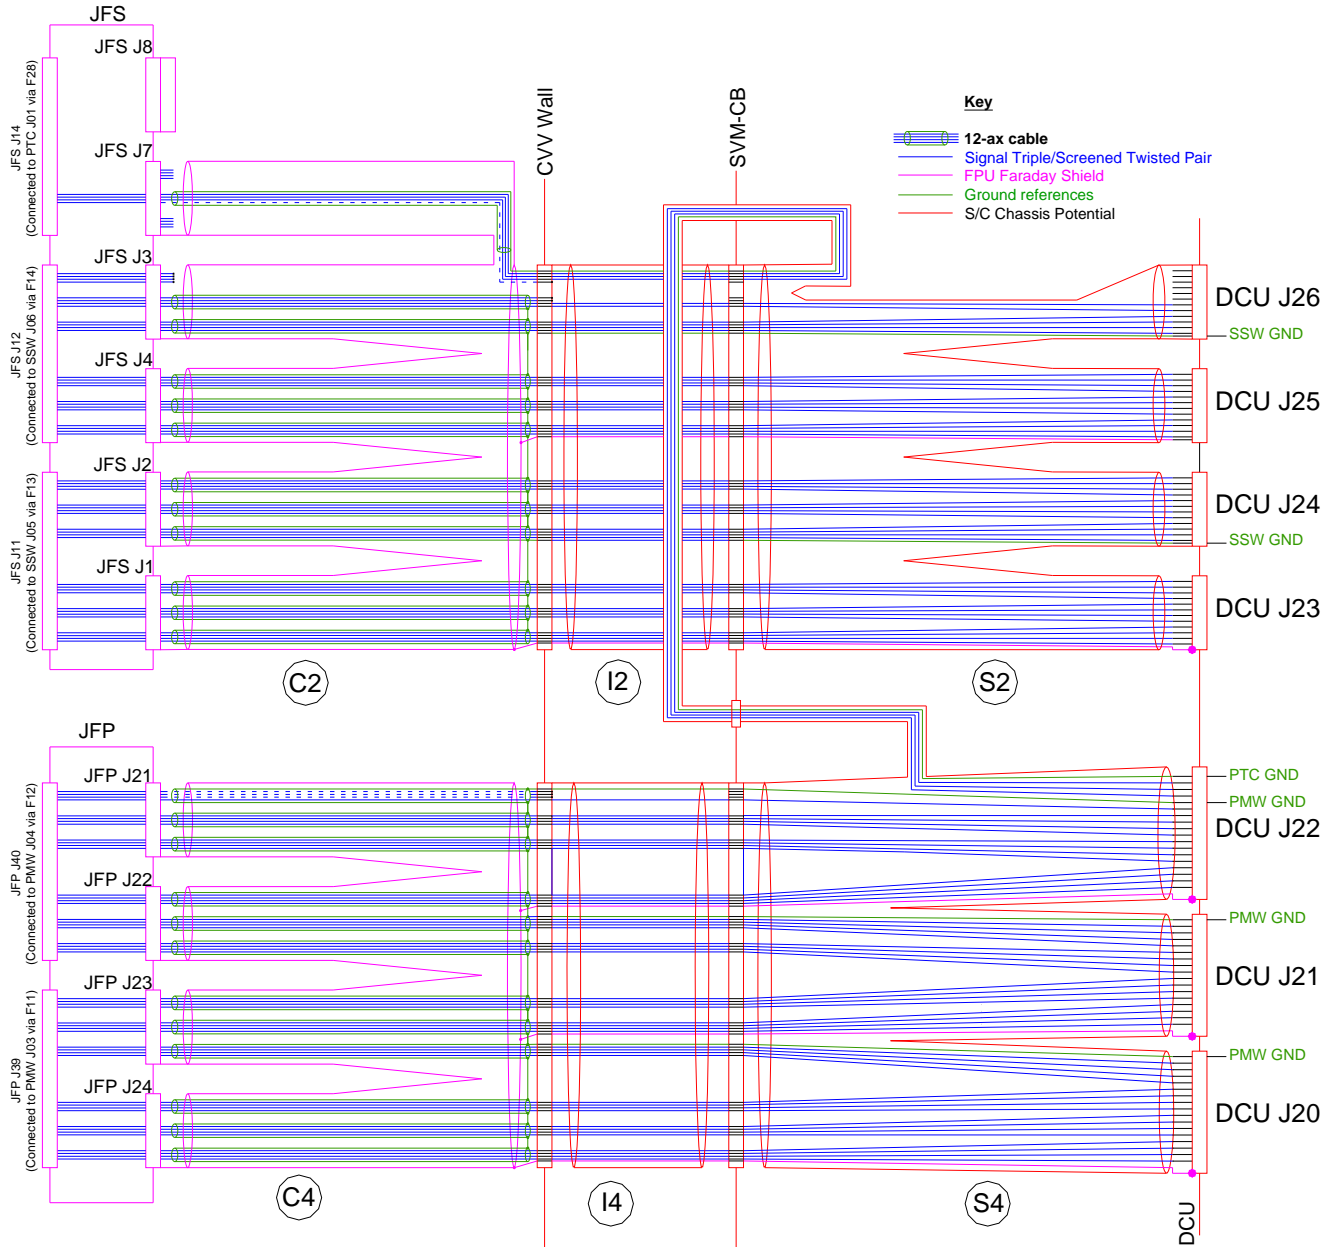 JFS
JFS J8
JFS J14
(Connected to PTC J01 via F28)
JFS J7
JFS J3
JFS J12
(Connected to SSW J06 via F14)
JFS J4
JFS J2
JFS J11
(Connected to SSW J05 via F13)
JFS J1
CVV Wall
SVM-CB
Key
12-ax cable
Signal Triple/Screened Twisted Pair
FPU Faraday Shield
Ground references
S/C Chassis Potential
DCU J26
SSW GND
DCU J25
DCU J24
SSW GND
DCU J23
C2
I2
S2
JFP
JFP J21
JFP J40
(Connected to PMW J04 via F12)
JFP J22
JFP J23
JFP J39
(Connected to PMW J03 via F11)
JFP J24
PTC GND
PMW GND
DCU J22
PMW GND
DCU J21
PMW GND
DCU J20
C4
I4
S4
DCU